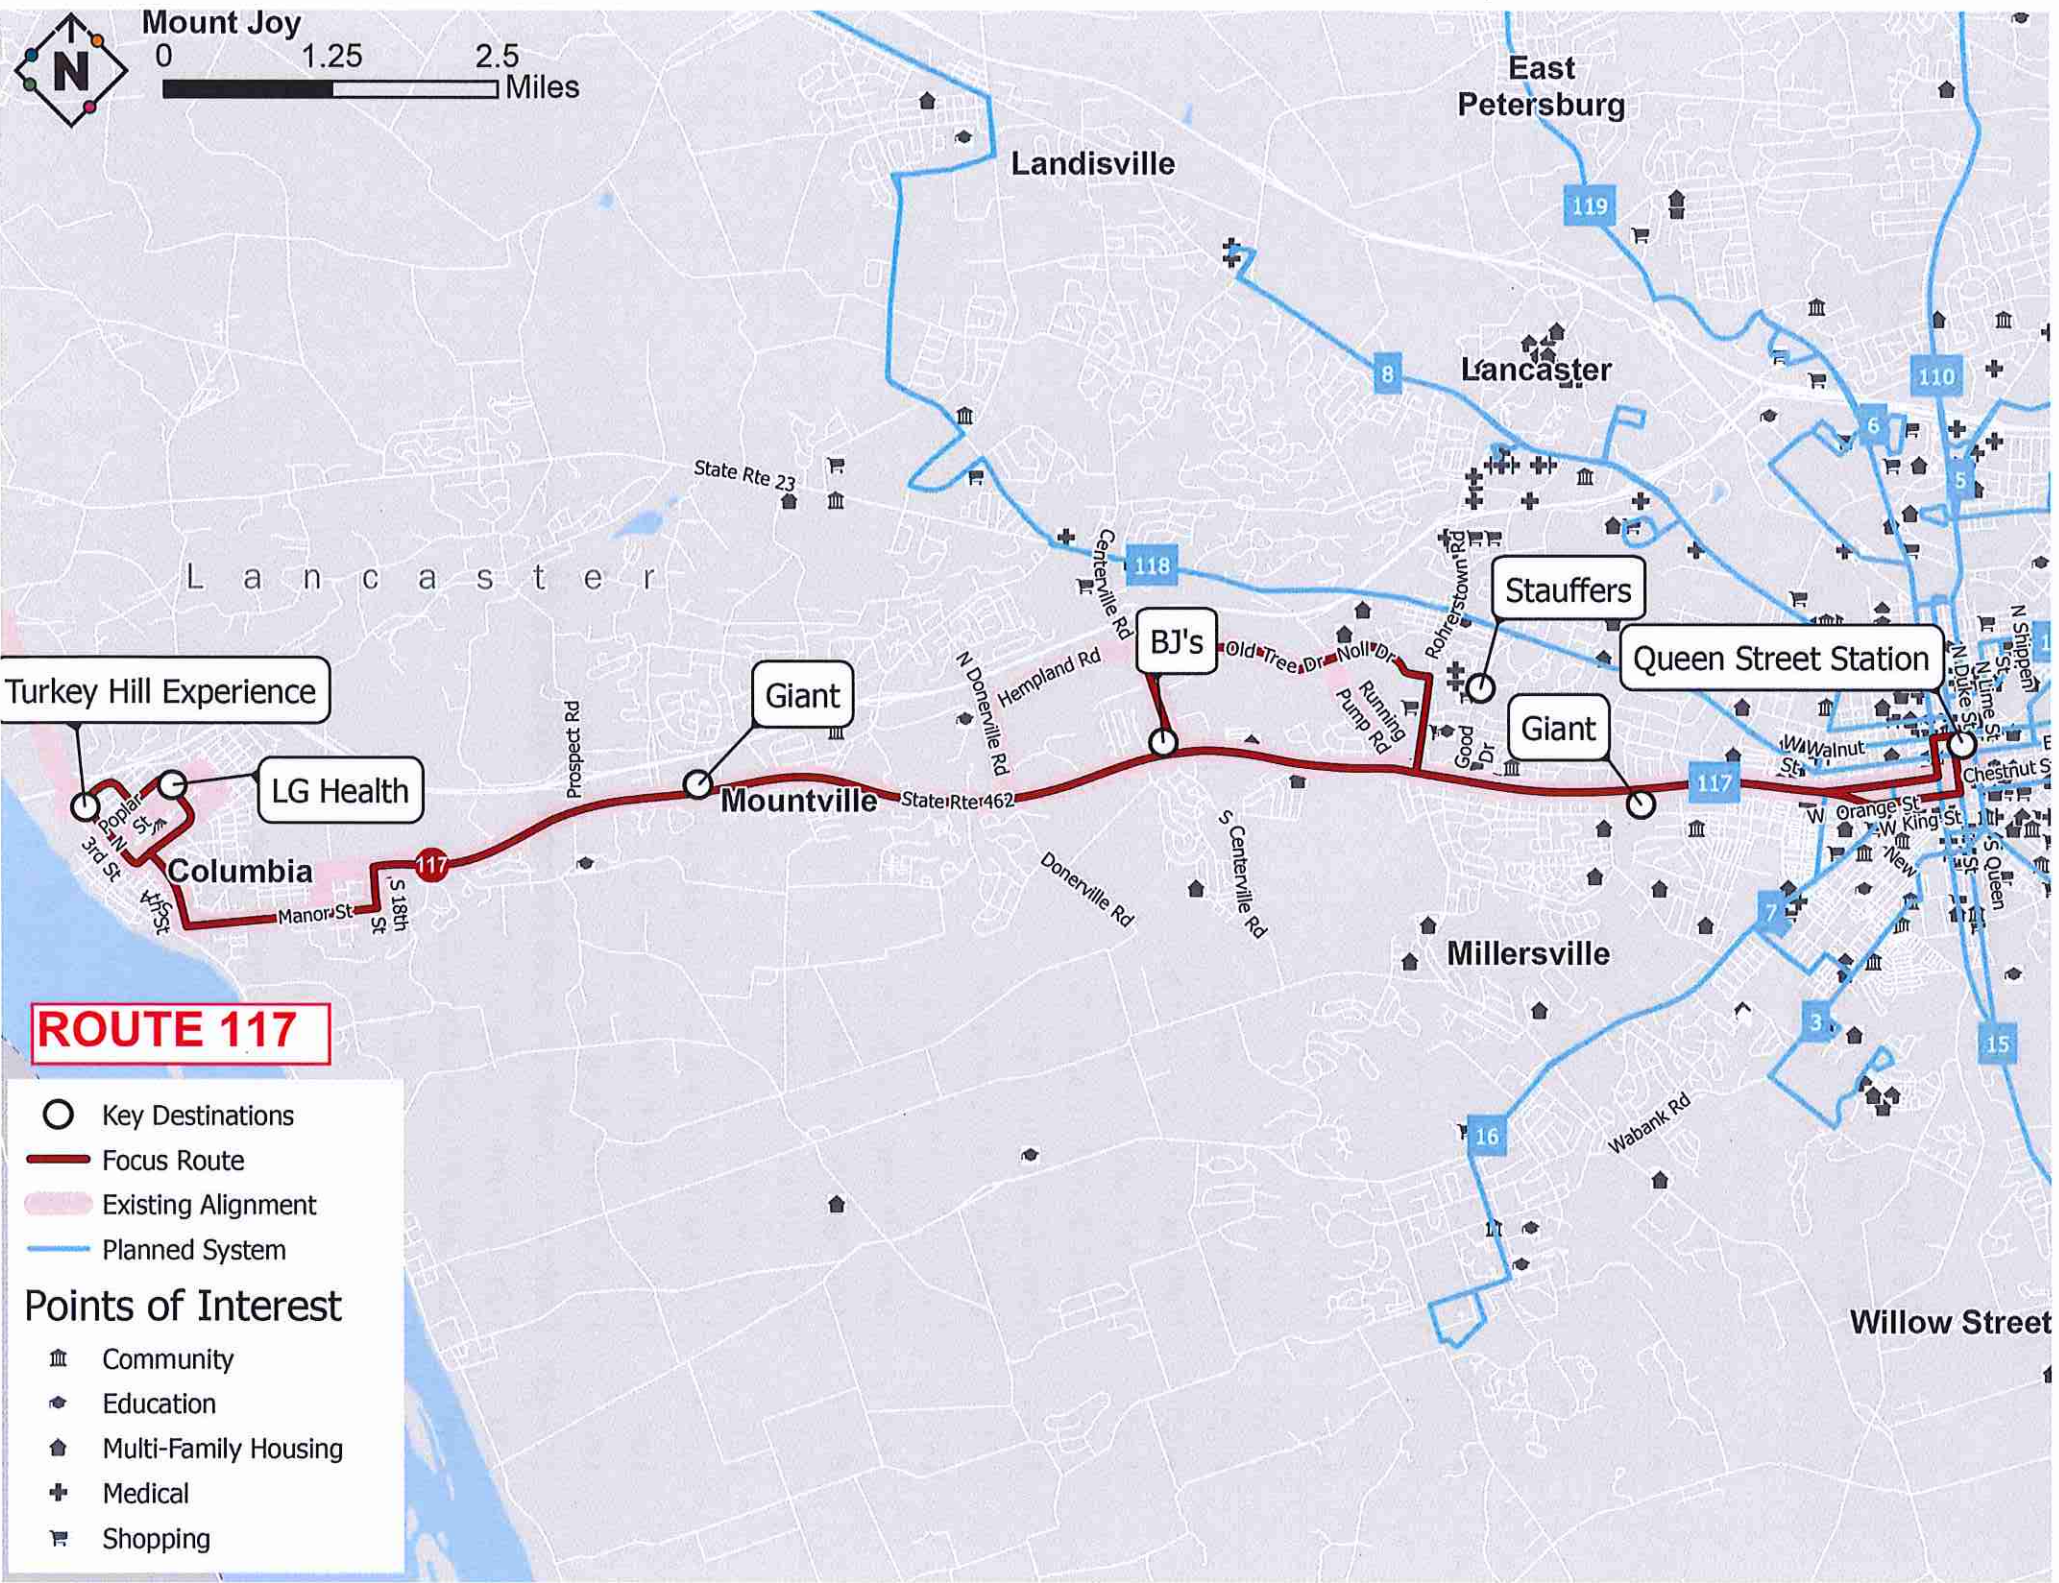 Mount Joy
0 1.25 2.5
Miles
N
East
Petersburg
Landisville
119
8
Lancaster
110
6
5
State Rte 23
Centerville Rd
118
Lancaster
Rohrerstown Rd
Stauffers
N Shippen
St
BJ's
Old Tree Dr
Noll Dr
Queen Street Station
N Duke St
N Lime St
Turkey Hill Experience
Giant
Hempland Rd
N Donerville Rd
Prospect Rd
Running
Pump Rd
Good
Dr
Giant
W Walnut
St
LG Health
Poplar
St
N
3rd St
Mountville
State Rte 462
117
Chestnut S
W Orange St
W King St
Columbia
117
S 18th
St
Manor St
S 4th St
Donerville Rd
S Centerville Rd
New
S Queen
St
7
Millersville
3
15
ROUTE 117
16
Wabank Rd
Key Destinations
Focus Route
Existing Alignment
Planned System
Points of Interest
Community
Education
Multi-Family Housing
Medical
Shopping
Willow Street